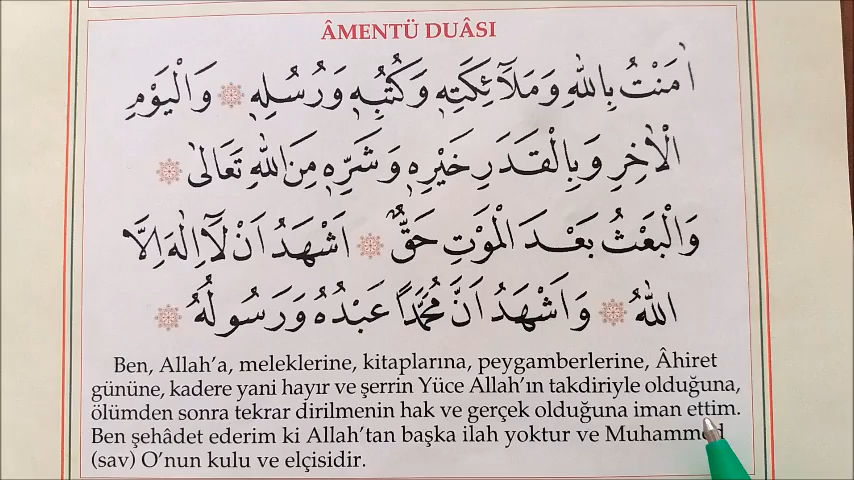 ÂMENTÜ DUÂSI
اٰمَنْتُ بِاللّٰهِ وَمَلٰٓائِكَتِهٖ وَكُتُبِهٖ وَرُسُلِهٖ ۞ وَالْيَوْمِ
الْاٰخِرِ وَبِالْقَدَرِ خَيْرِهٖ وَشَرِّهٖ مِنَ اللّٰهِ تَعَالٰى ۞
وَالْبَعْثُ بَعْدَ الْمَوْتِ حَقٌّ ۞ اَشْهَدُ اَنْ لَٓا اِلٰهَ اِلَّا
اللّٰهُ ۞ وَاَشْهَدُ اَنَّ مُحَمَّدًا عَبْدُهُ وَرَسُولُهُ ۞
Ben, Allah'a, meleklerine, kitaplarına, peygamberlerine, Âhiret
gününe, kadere yani hayır ve şerrin Yüce Allah'ın takdiriyle olduğuna,
ölümden sonra tekrar dirilmenin hak ve gerçek olduğuna iman ettim.
Ben şehâdet ederim ki Allah'tan başka ilah yoktur ve Muhammed
(sav) O'nun kulu ve elçisidir.